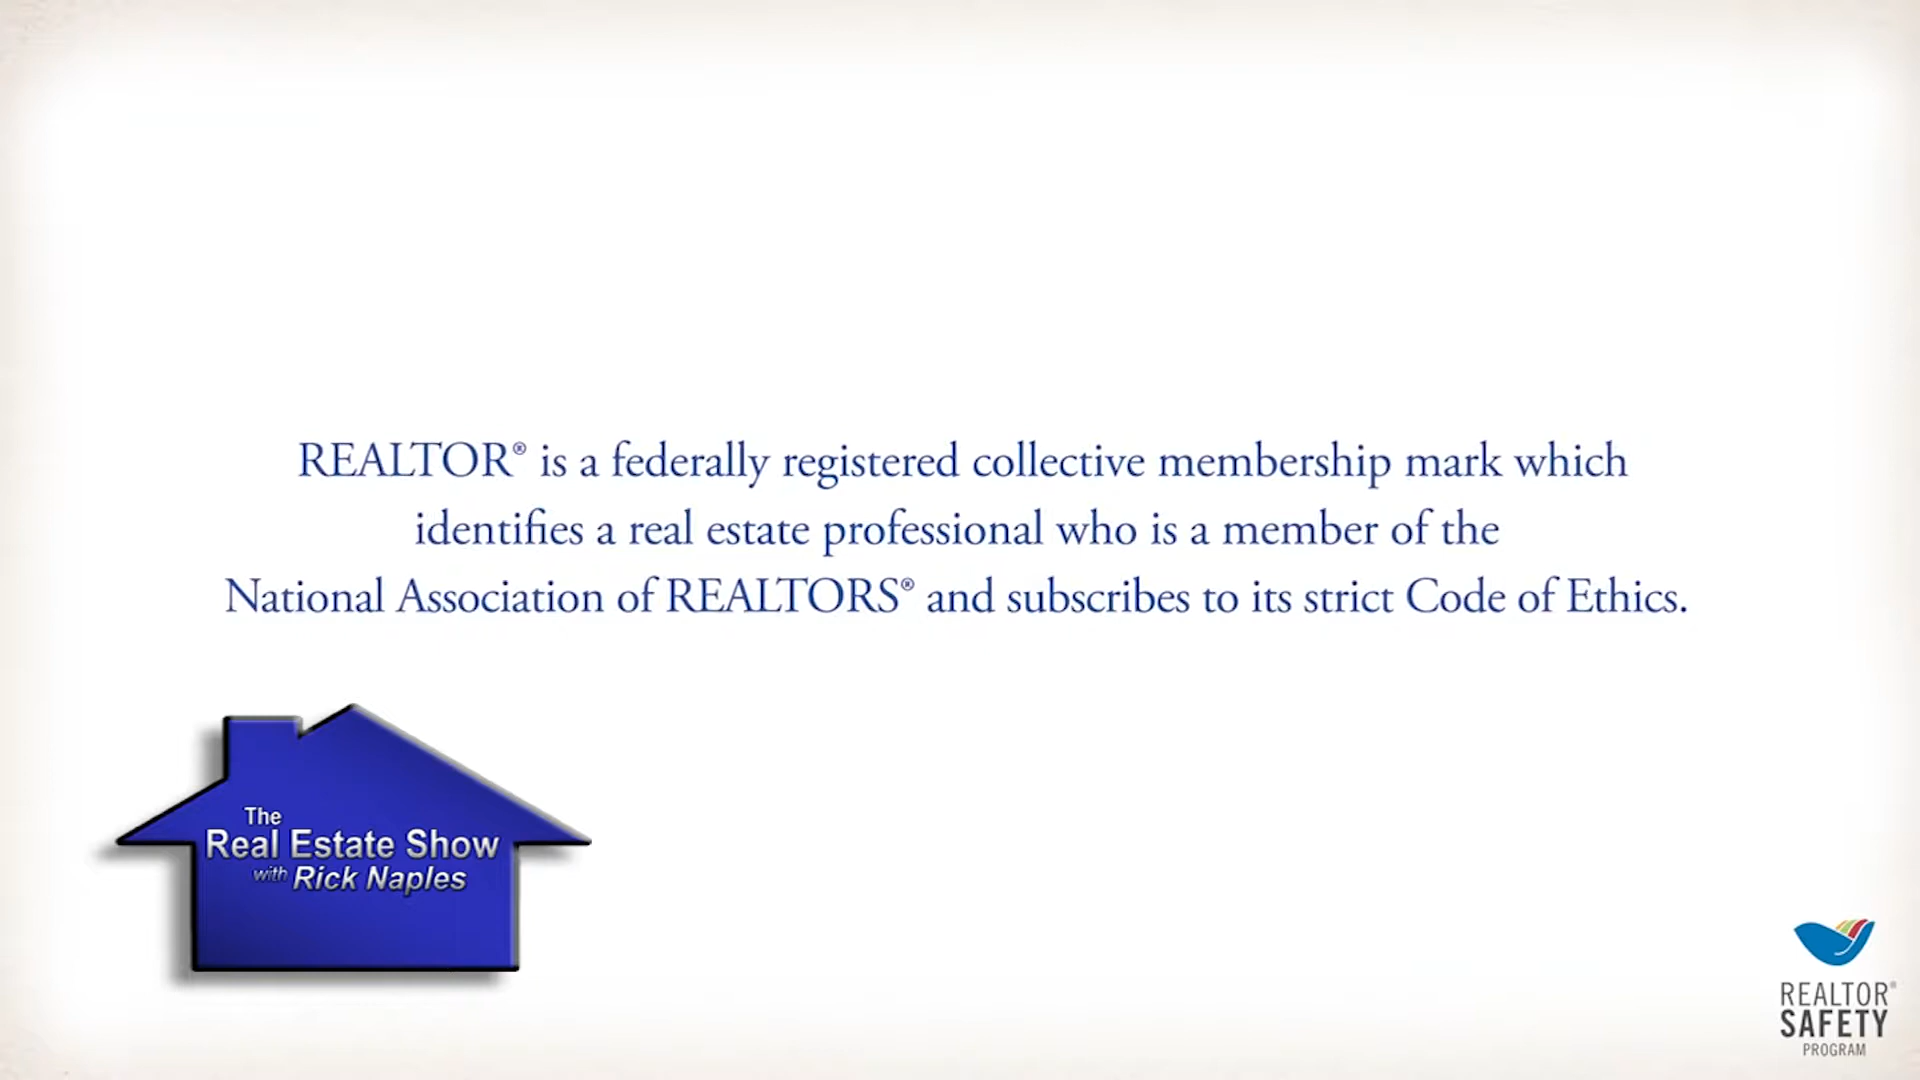 REALTOR® is a federally registered collective membership mark which
identifies a real estate professional who is a member of the
National Association of REALTORS® and subscribes to its strict Code of Ethics.
The
Real Estate Show
with Rick Naples
REALTOR®
SAFETY
PROGRAM